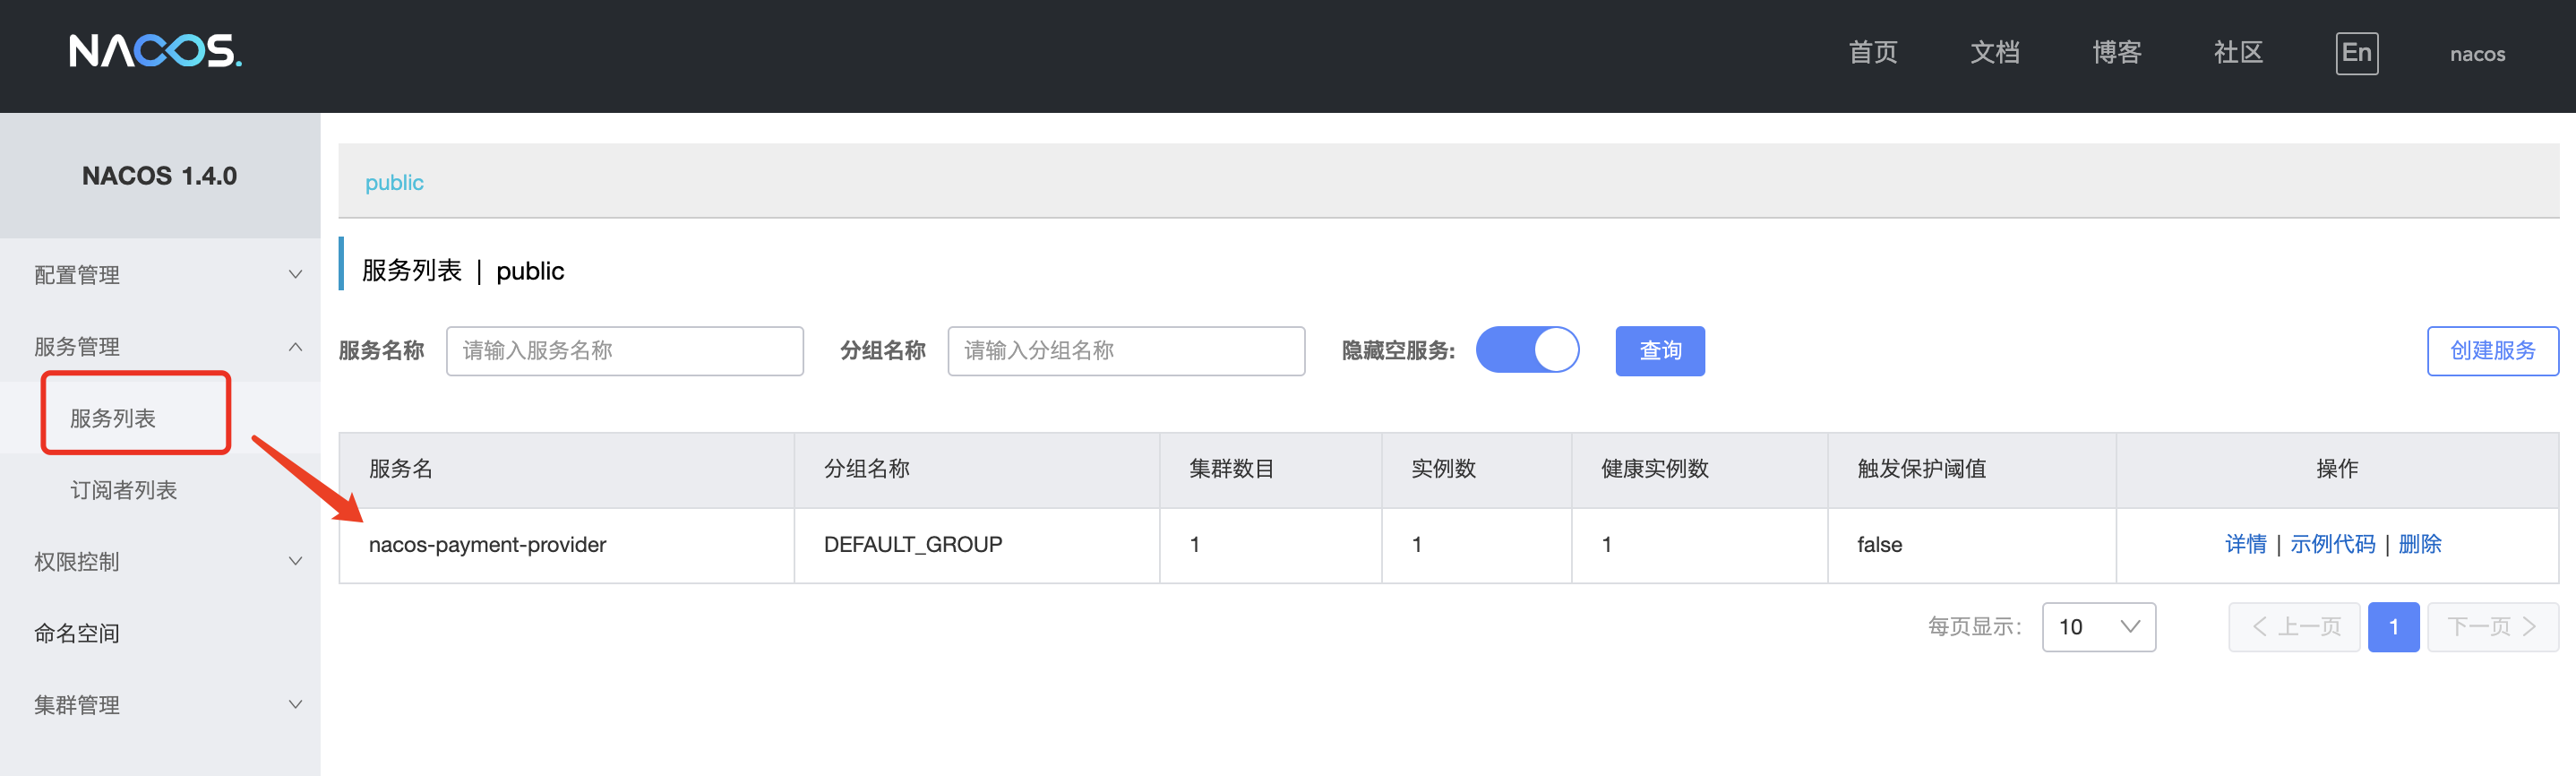 NACOS.
首页 文档 博客 社区 En nacos
NACOS 1.4.0
配置管理
服务管理
服务列表
订阅者列表
权限控制
命名空间
集群管理
public
服务列表 | public
服务名称 请输入服务名称 分组名称 请输入分组名称 隐藏空服务: 查询 创建服务
服务名 分组名称 集群数目 实例数 健康实例数 触发保护阈值 操作
nacos-payment-provider DEFAULT_GROUP 1 1 1 false 详情 | 示例代码 | 删除
每页显示: 10 上一页 1 下一页